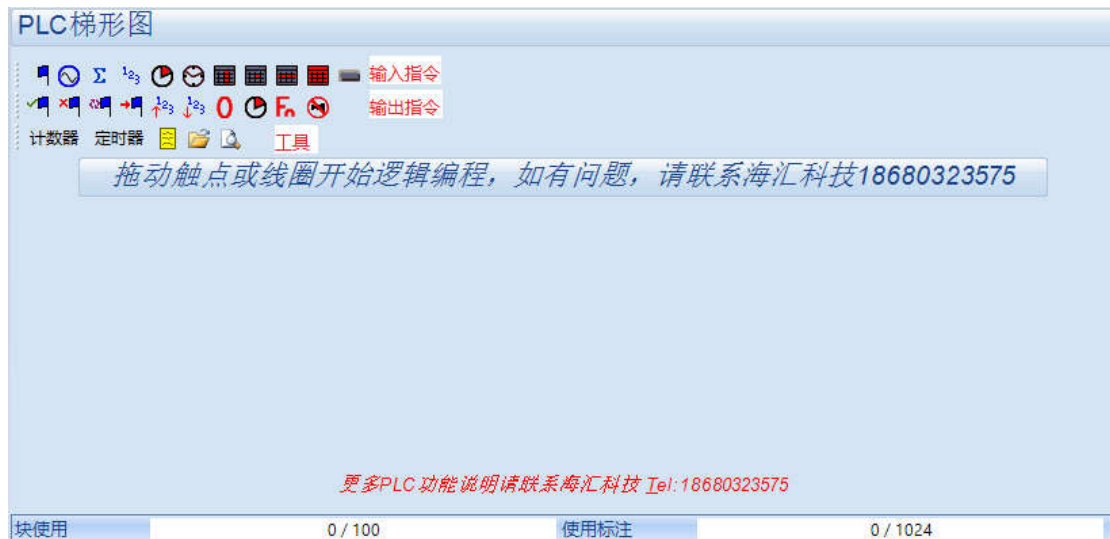 PLC梯形图
输入指令
输出指令
计数器 定时器 工具
拖动触点或线圈开始逻辑编程，如有问题，请联系海汇科技18680323575
更多PLC功能说明请联系海汇科技 Tel:18680323575
块使用 0 / 100 使用标注 0 / 1024